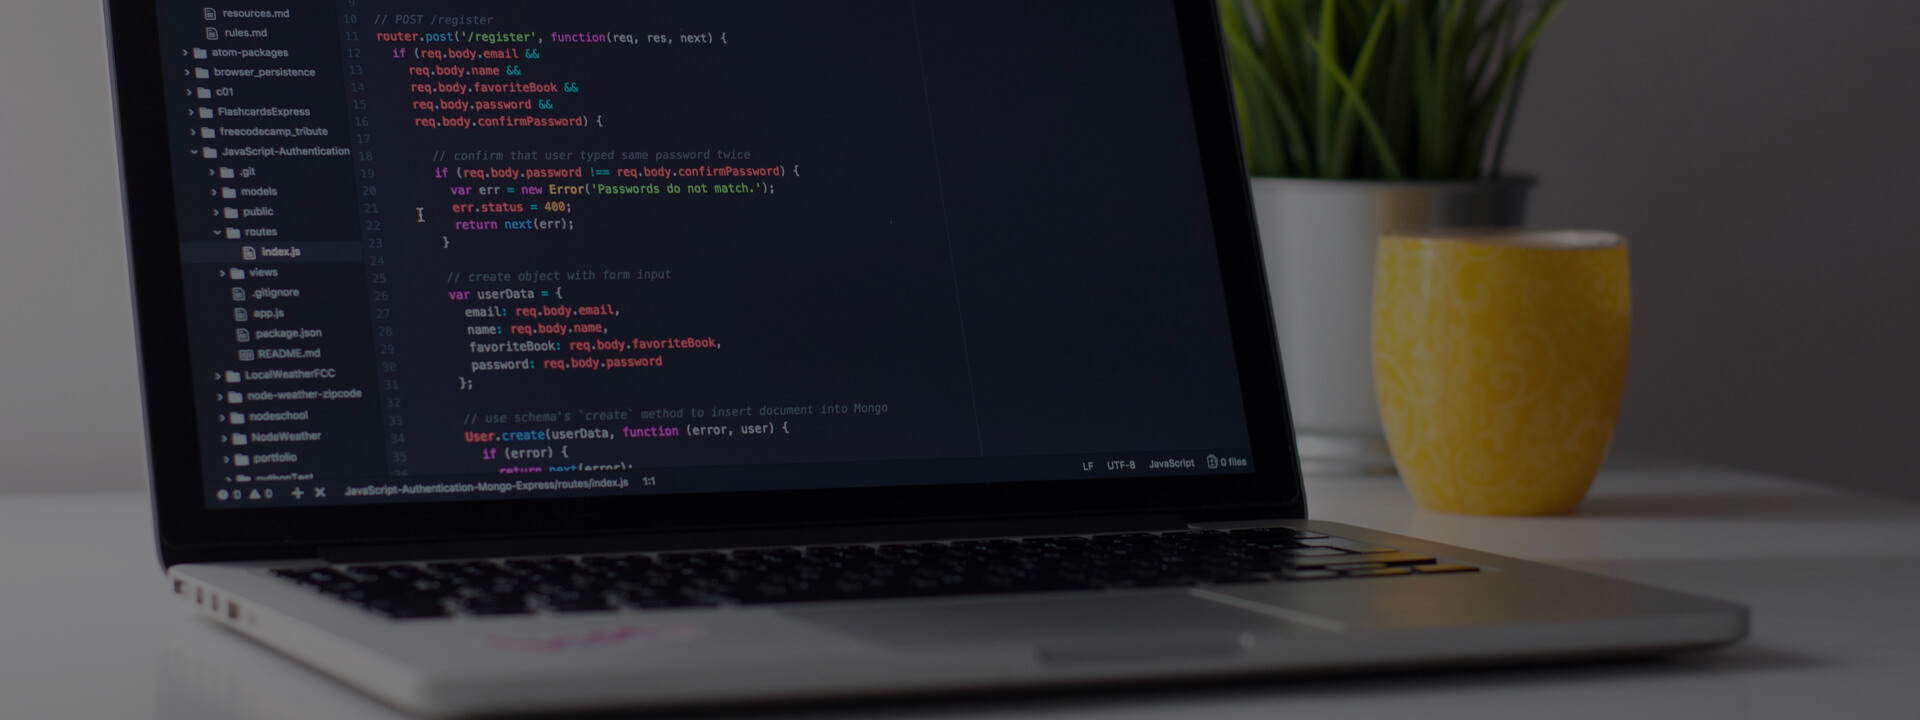 resources.md
rules.md
atom-packages
browser_persistence
c01
FlashcardsExpress
freecodecamp_tribute
JavaScript-Authentication
.git
models
public
routes
index.js
views
.gitignore
app.js
package.json
README.md
LocalWeatherFCC
node-weather-zipcode
nodeschool
NodeWeather
portfolio
pythonTest
9
10 // POST /register
11 router.post('/register', function(req, res, next) {
12 if (req.body.email &&
13 req.body.name &&
14 req.body.favoriteBook &&
15 req.body.password &&
16 req.body.confirmPassword) {
17
18 // confirm that user typed same password twice
19 if (req.body.password !== req.body.confirmPassword) {
20 var err = new Error('Passwords do not match.');
21 err.status = 400;
22 return next(err);
23 }
24
25 // create object with form input
26 var userData = {
27 email: req.body.email,
28 name: req.body.name,
29 favoriteBook: req.body.favoriteBook,
30 password: req.body.password
31 };
32
33 // use schema's `create` method to insert document into Mongo
34 User.create(userData, function (error, user) {
35 if (error) {
36 return next(error);
0 0 + × JavaScript-Authentication-Mongo-Express/routes/index.js 1:1 LF UTF-8 JavaScript 0 files